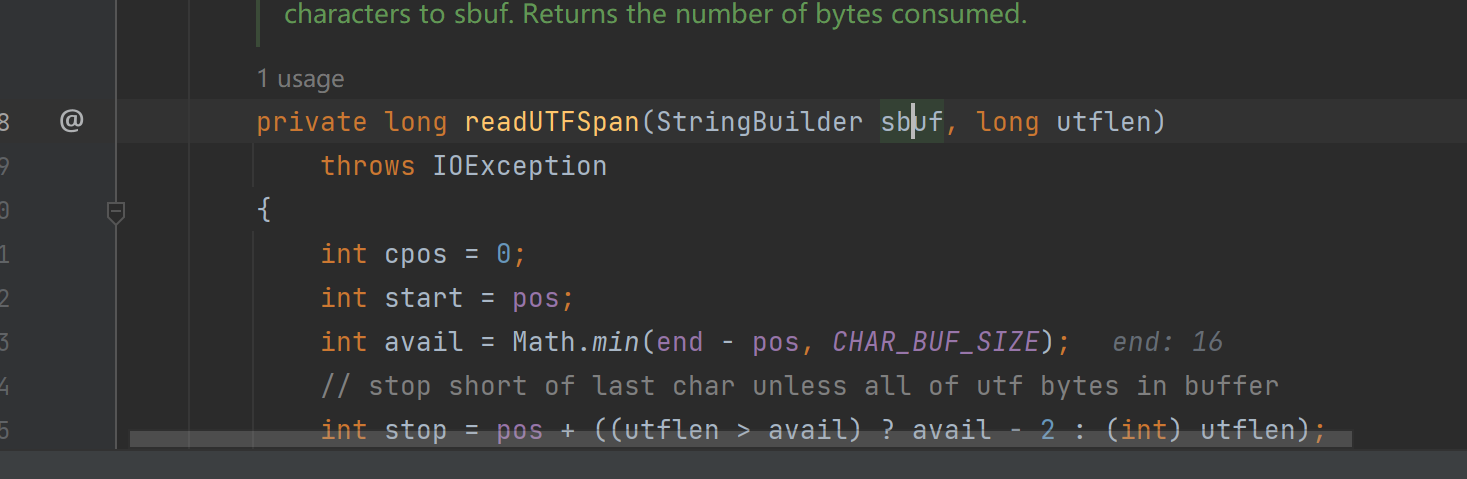 characters to sbuf. Returns the number of bytes consumed.
1 usage
8 @ private long readUTFSpan(StringBuilder sbuf, long utflen)
9 throws IOException
0 {
1 int cpos = 0;
2 int start = pos;
3 int avail = Math.min(end - pos, CHAR_BUF_SIZE); end: 16
4 // stop short of last char unless all of utf bytes in buffer
5 int stop = pos + ((utflen > avail) ? avail - 2 : (int) utflen);